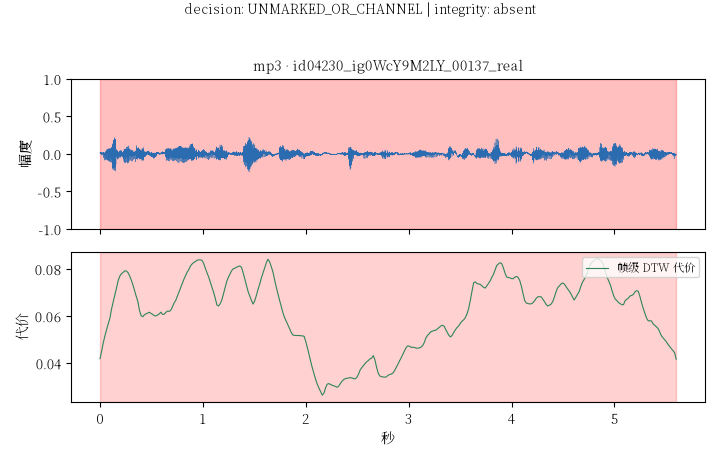 decision: UNMARKED_OR_CHANNEL | integrity: absent
mp3 · id04230_ig0WcY9M2LY_00137_real
1.0
0.5
0.0
-0.5
-1.0
幅度
帧级 DTW 代价
0.08
0.06
0.04
代价
0 1 2 3 4 5
秒